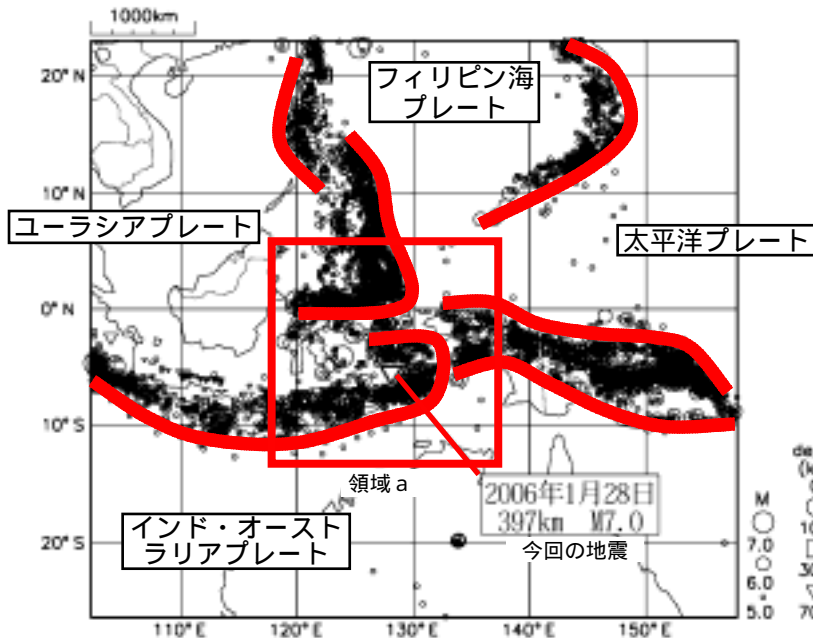 1000km
20°N
フィリピン海
プレート
10°N
ユーラシアプレート
太平洋プレート
0°N
10°S
領域a
2006年1月28日
397km M7.0
今回の地震
インド・オースト
ラリアプレート
20°S
M
7.0
6.0
5.0
110°E
120°E
130°E
140°E
150°E